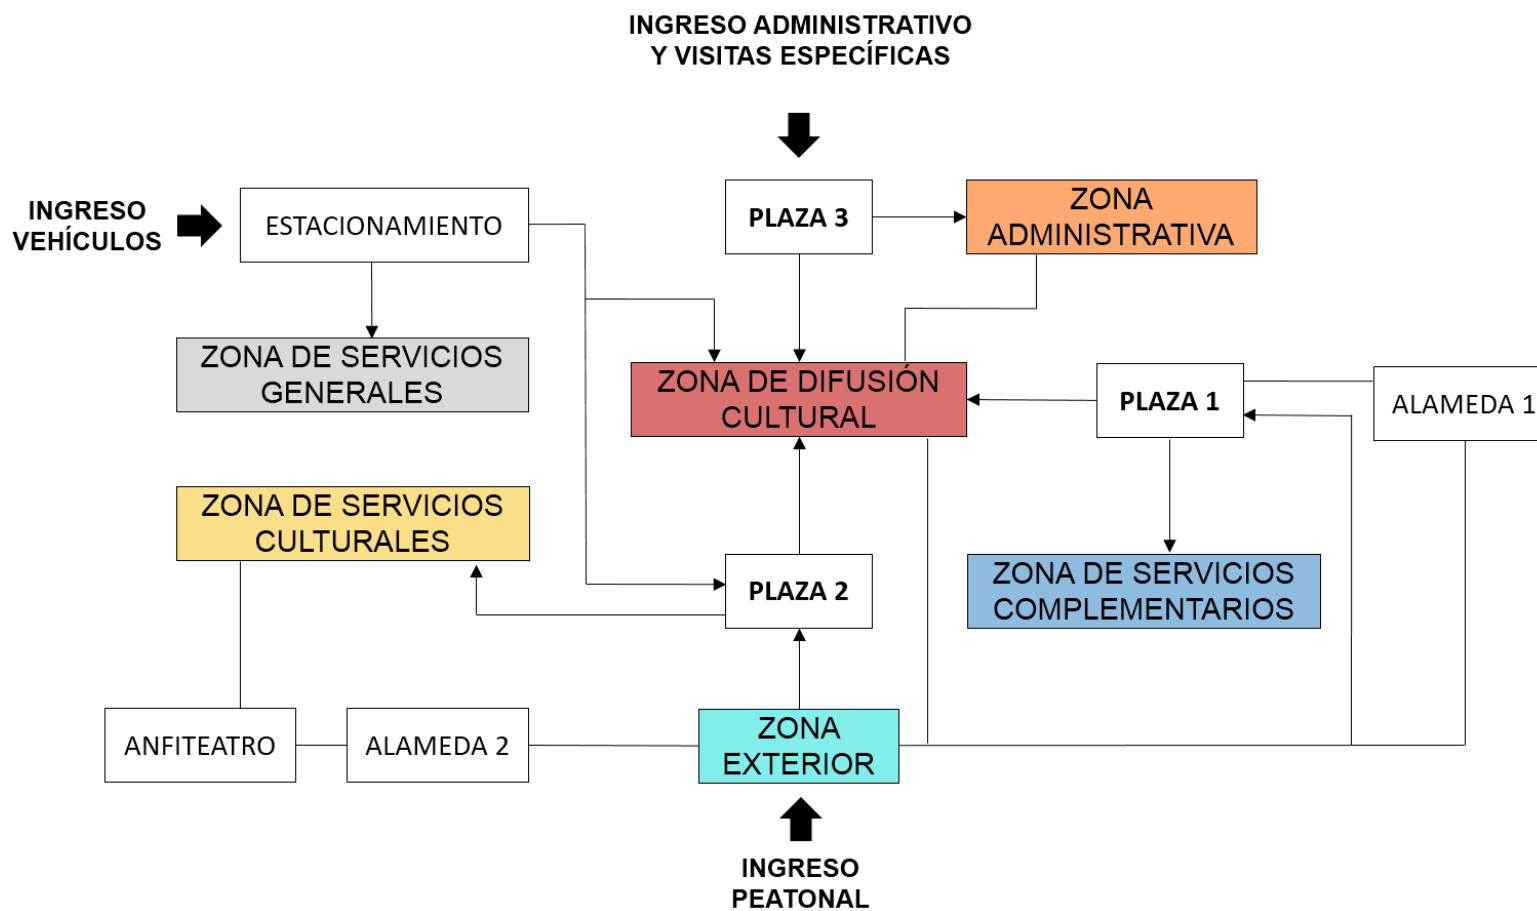 INGRESO ADMINISTRATIVO
Y VISITAS ESPECÍFICAS
INGRESO
VEHÍCULOS
ESTACIONAMIENTO
PLAZA 3
ZONA
ADMINISTRATIVA
ZONA DE SERVICIOS
GENERALES
ZONA DE DIFUSIÓN
CULTURAL
PLAZA 1
ALAMEDA 1
ZONA DE SERVICIOS
CULTURALES
PLAZA 2
ZONA DE SERVICIOS
COMPLEMENTARIOS
ANFITEATRO
ALAMEDA 2
ZONA
EXTERIOR
INGRESO
PEATONAL